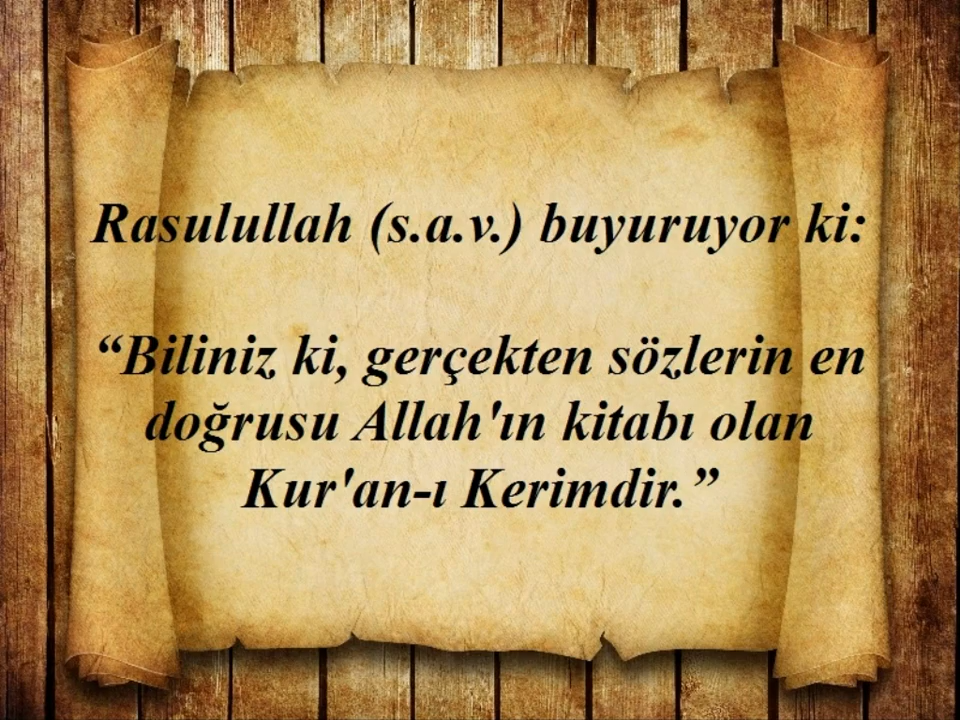 Rasulullah (s.a.v.) buyuruyor ki:
“Biliniz ki, gerçekten sözlerin en
doğrusu Allah'ın kitabı olan
Kur'an-ı Kerimdir.”